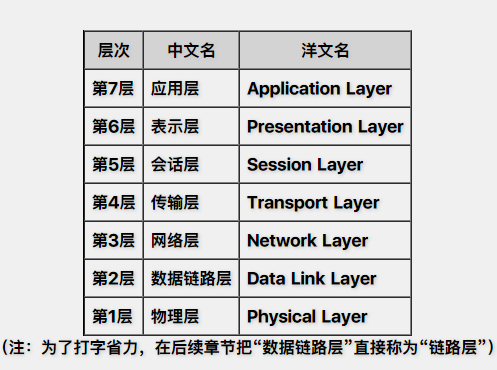 层次 中文名 洋文名
第7层 应用层 Application Layer
第6层 表示层 Presentation Layer
第5层 会话层 Session Layer
第4层 传输层 Transport Layer
第3层 网络层 Network Layer
第2层 数据链路层 Data Link Layer
第1层 物理层 Physical Layer
(注：为了打字省力，在后续章节把“数据链路层”直接称为“链路层”)